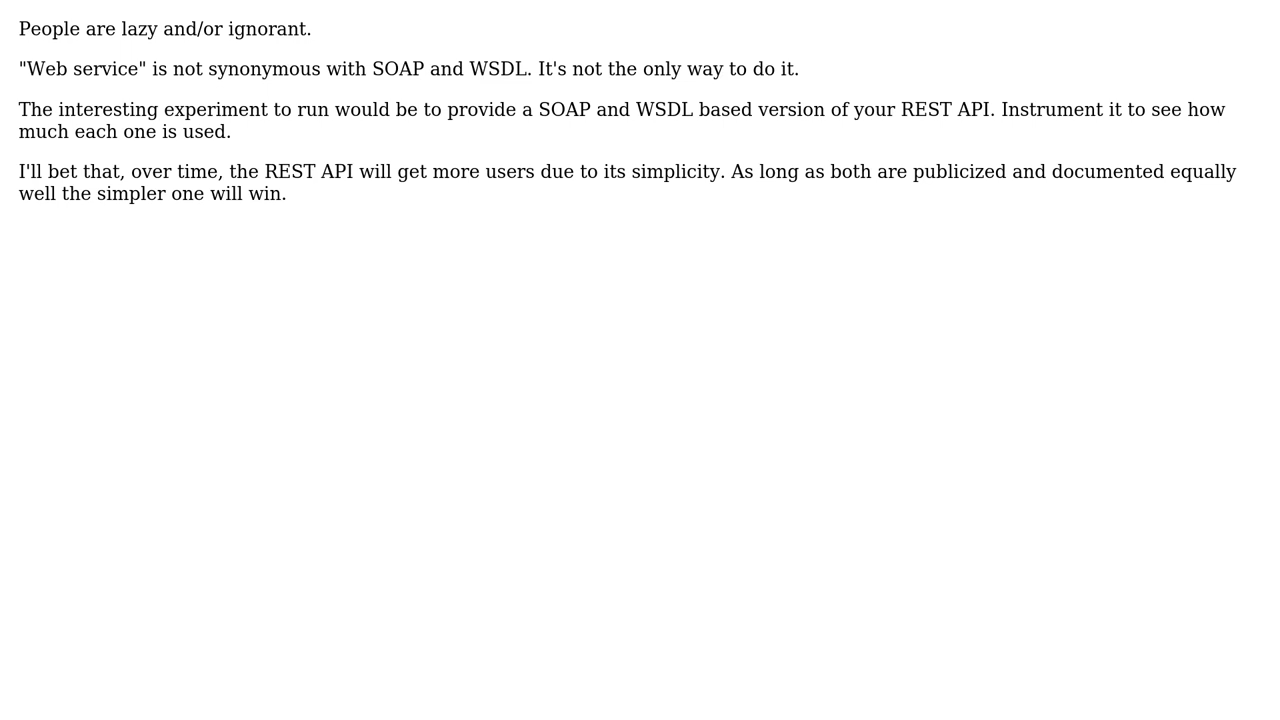 People are lazy and/or ignorant.
"Web service" is not synonymous with SOAP and WSDL. It's not the only way to do it.
The interesting experiment to run would be to provide a SOAP and WSDL based version of your REST API. Instrument it to see how
much each one is used.
I'll bet that, over time, the REST API will get more users due to its simplicity. As long as both are publicized and documented equally
well the simpler one will win.